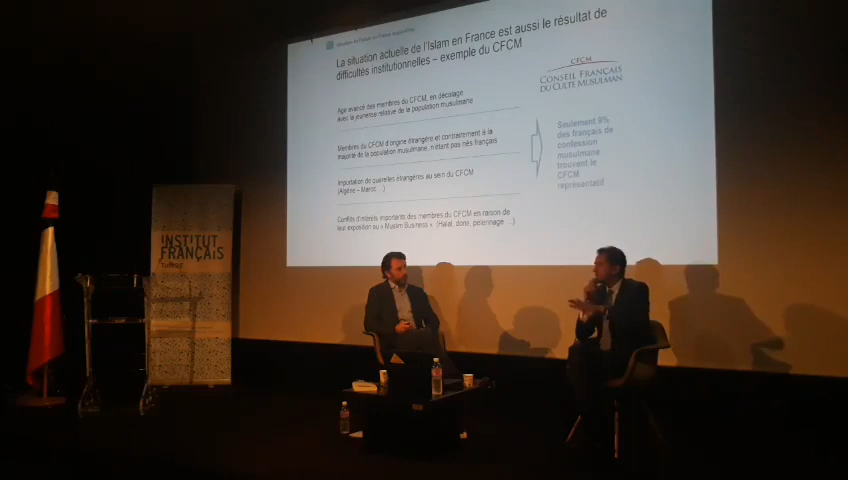 La situation actuelle de l'Islam en France est aussi le résultat de
difficultés institutionnelles – exemple du CFCM
CFCM
CONSEIL FRANÇAIS
DU CULTE MUSULMAN
Age avancé des membres du CFCM, en décalage
avec la jeunesse relative de la population musulmane
Membres du CFCM d'origine étrangère et contrairement à la
majorité de la population musulmane, n'étant pas nés français
Importation de querelles étrangères au sein du CFCM
(Algérie – Maroc ...)
Conflits d'intérêts importants des membres du CFCM en raison de
leur exposition au « Muslim Business ». (Halal, dons, pèlerinage ...)
Seulement 9%
des français de
confession
musulmane
trouvent le
CFCM
représentatif
INSTITUT
FRANÇAIS